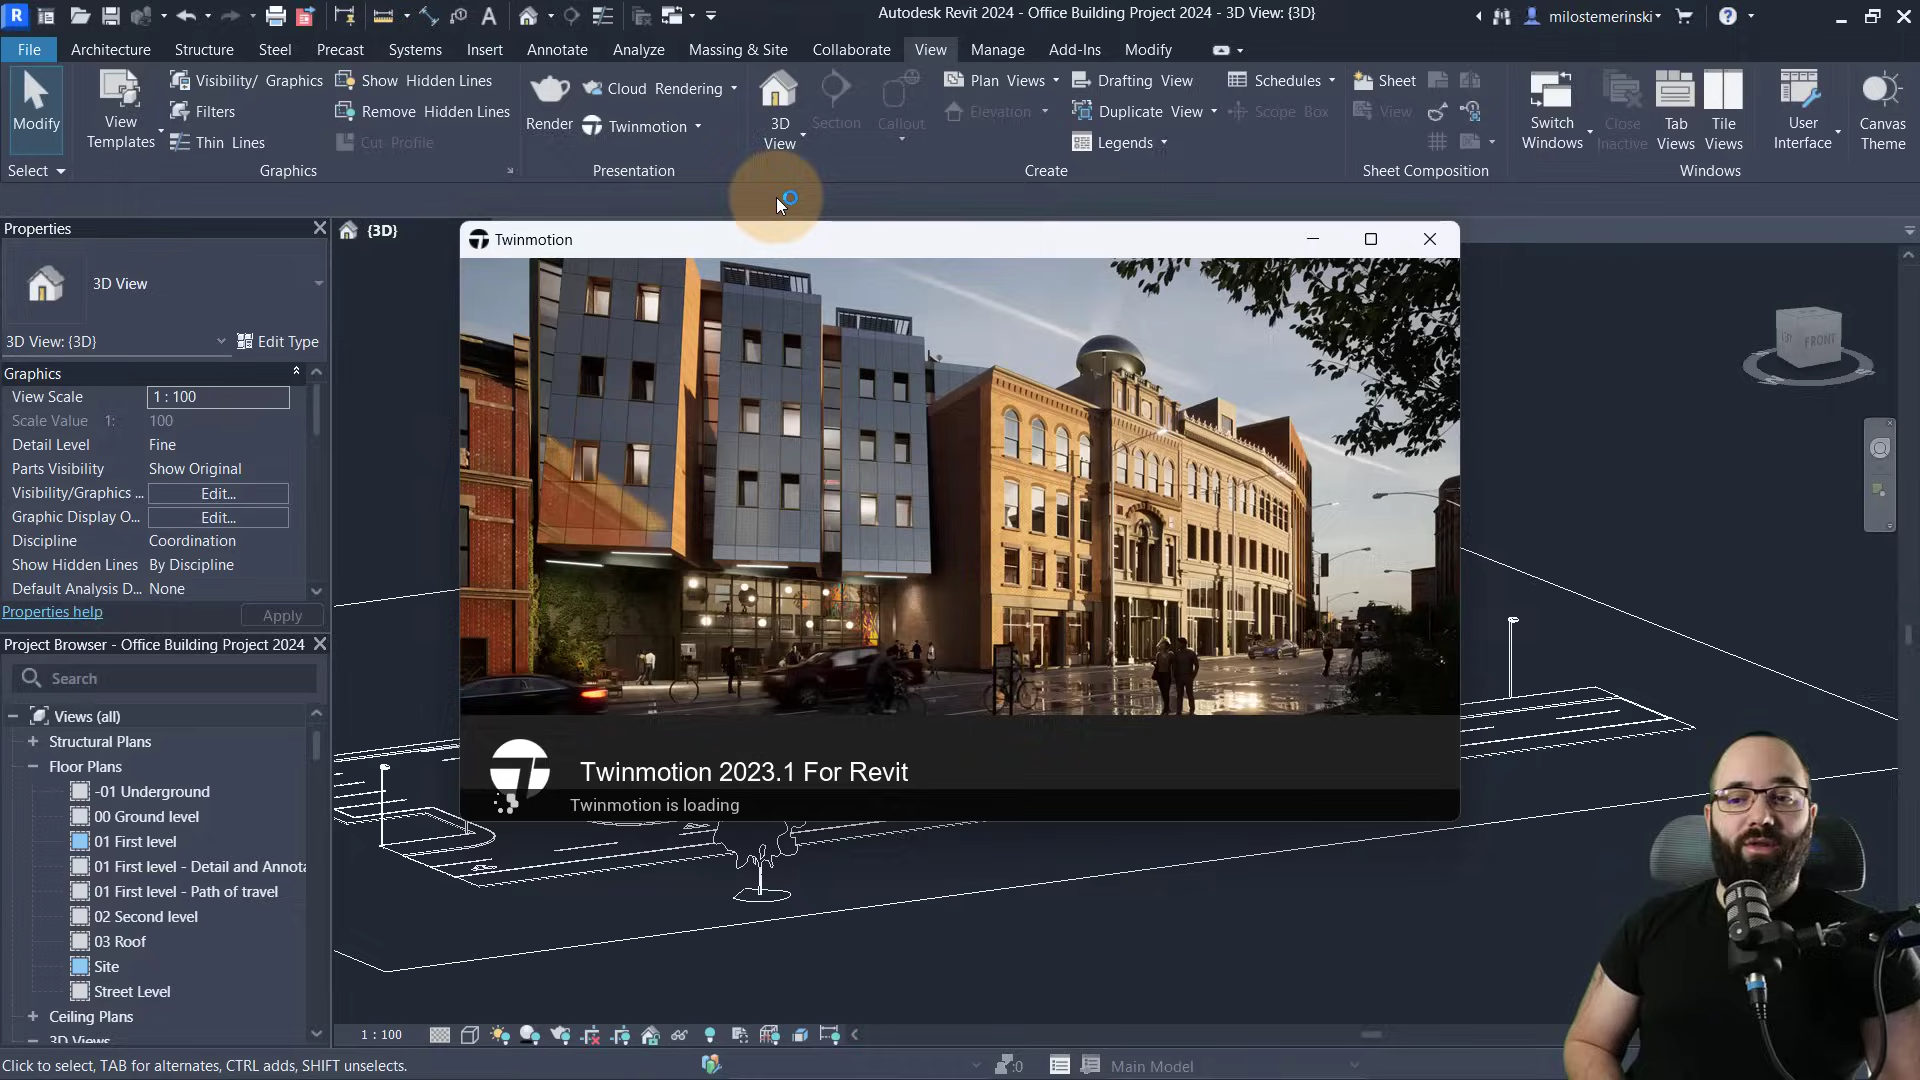 Autodesk Revit 2024 - Office Building Project 2024 - 3D View: {3D}
milostemerinski
File Architecture Structure Steel Precast Systems Insert Annotate Analyze Massing & Site Collaborate View Manage Add-Ins Modify
Modify
View Templates
Visibility/ Graphics
Filters
Thin Lines
Show Hidden Lines
Remove Hidden Lines
Cut Profile
Render
Cloud Rendering
Twinmotion
3D View
Section
Callout
Plan Views
Elevation
Drafting View
Duplicate View
Legends
Schedules
Scope Box
Sheet
View
Switch Windows
Close Inactive
Tab Views
Tile Views
User Interface
Canvas Theme
Select Graphics Presentation Create Sheet Composition Windows
Properties
{3D}
3D View
3D View: {3D} Edit Type
Graphics
View Scale 1 : 100
Scale Value 1: 100
Detail Level Fine
Parts Visibility Show Original
Visibility/Graphics ... Edit...
Graphic Display O... Edit...
Discipline Coordination
Show Hidden Lines By Discipline
Default Analysis D... None
Properties help Apply
Project Browser - Office Building Project 2024
Search
Views (all)
Structural Plans
Floor Plans
-01 Underground
00 Ground level
01 First level
01 First level - Detail and Annota
01 First level - Path of travel
02 Second level
03 Roof
Site
Street Level
Ceiling Plans
3D Views
Twinmotion
Twinmotion 2023.1 For Revit
Twinmotion is loading
FRONT
1 : 100
Click to select, TAB for alternates, CTRL adds, SHIFT unselects.
:0
Main Model